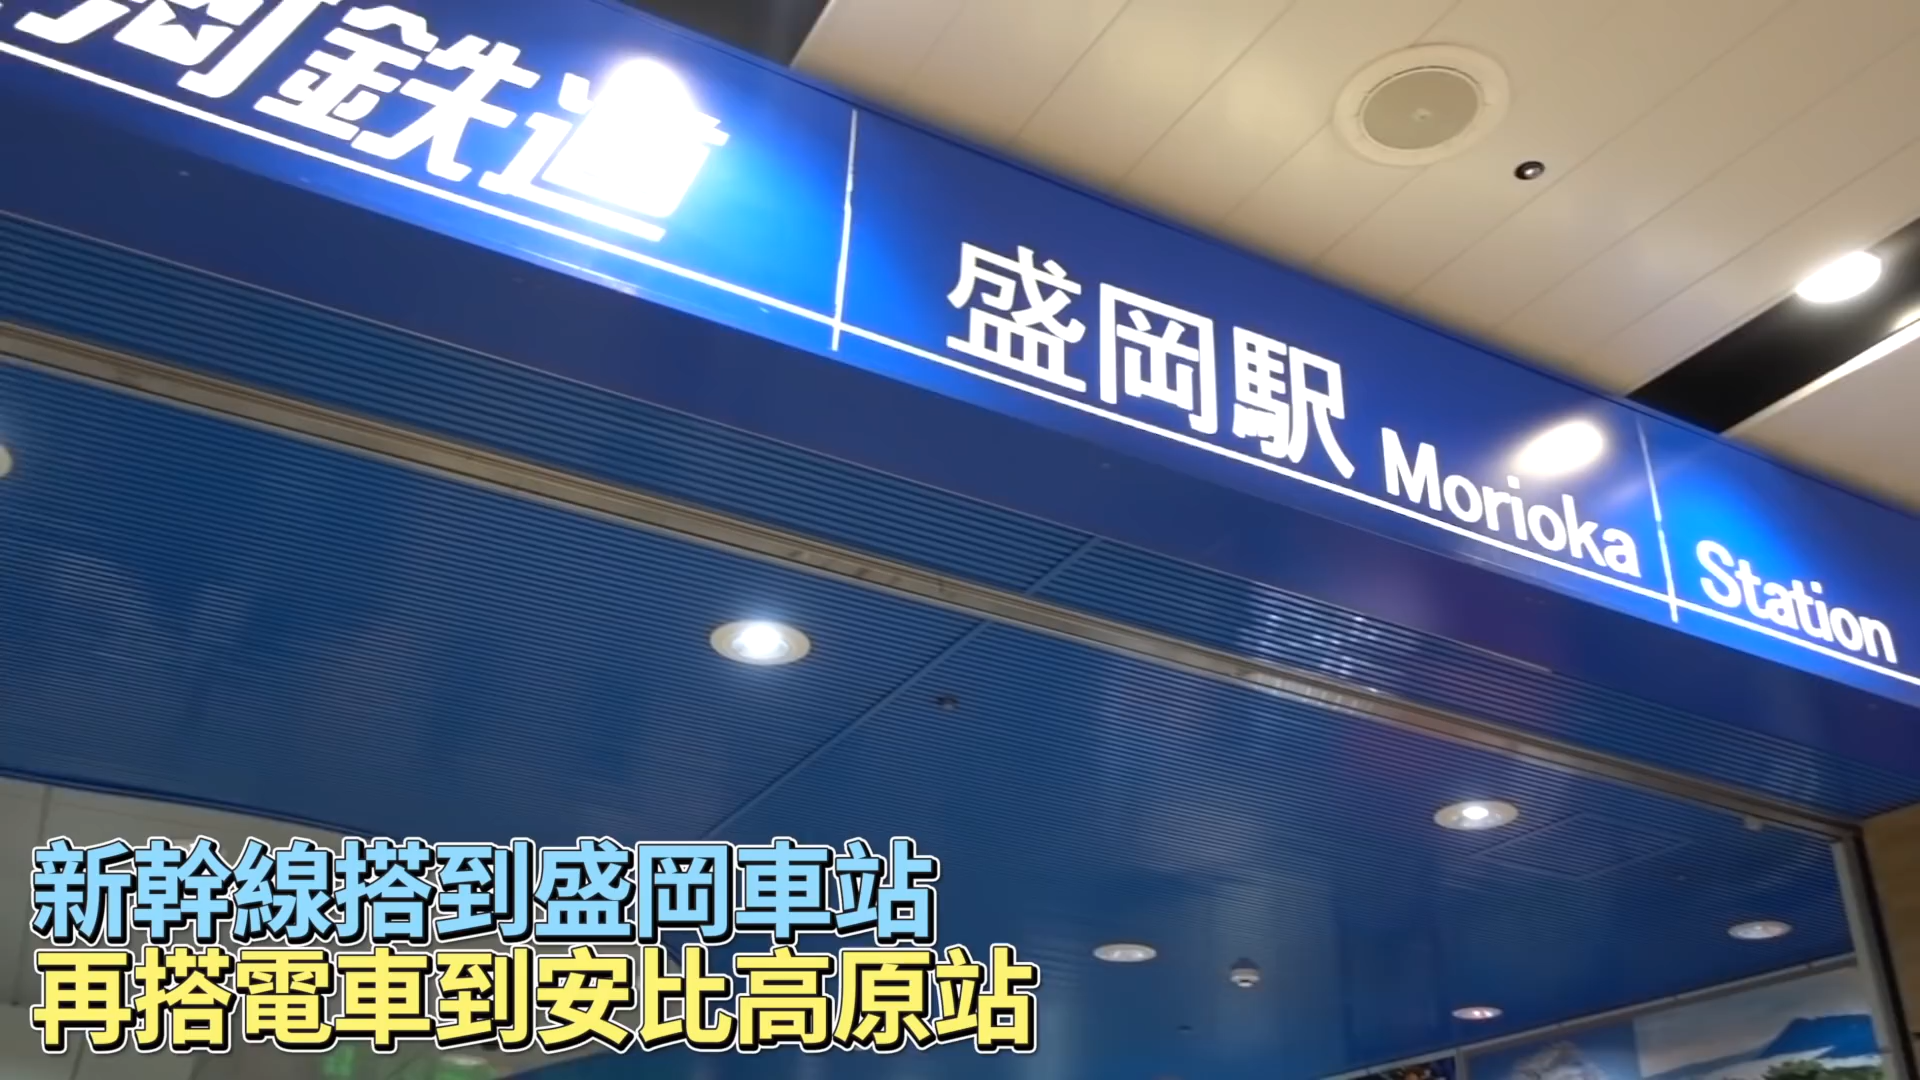 河鉄道
盛岡駅 Morioka Station
新幹線搭到盛岡車站
再搭電車到安比高原站